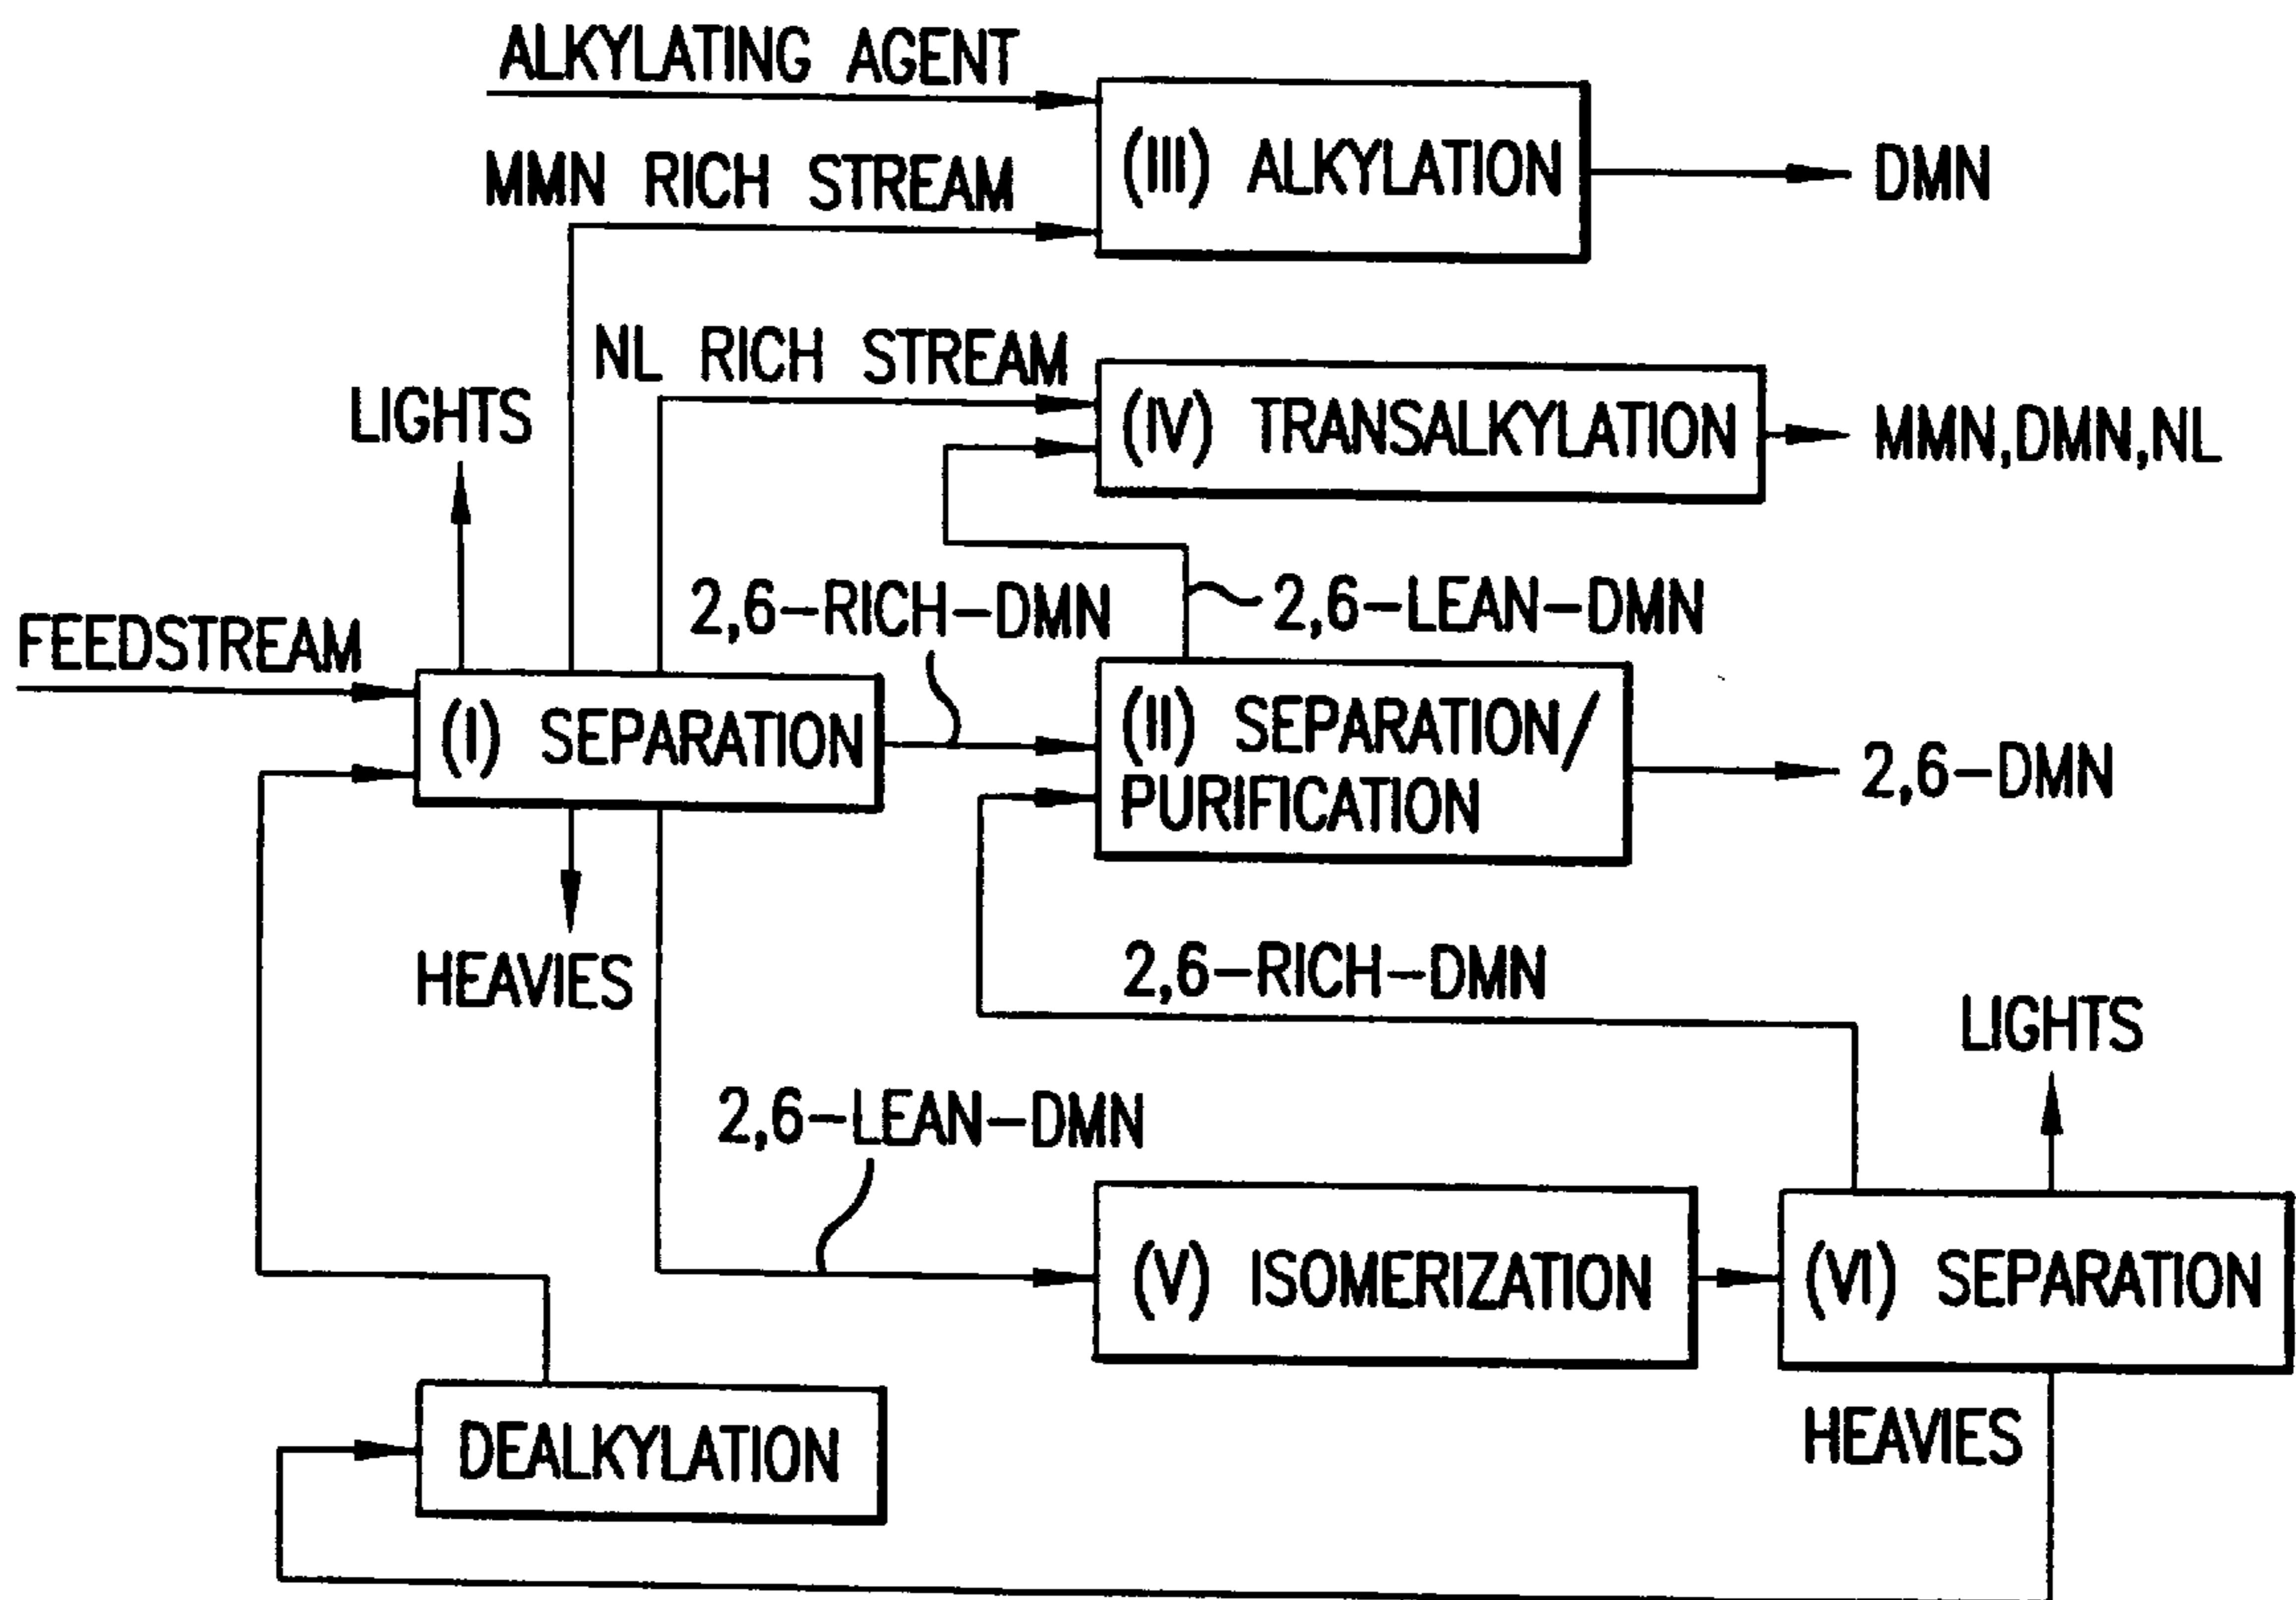 ALKYLATING AGENT
MMN RICH STREAM
(III) ALKYLATION
DMN
NL RICH STREAM
LIGHTS
(IV) TRANSALKYLATION
MMN,DMN,NL
2,6-RICH-DMN
2,6-LEAN-DMN
FEEDSTREAM
(I) SEPARATION
(II) SEPARATION/
PURIFICATION
2,6-DMN
HEAVIES
2,6-RICH-DMN
LIGHTS
2,6-LEAN-DMN
(V) ISOMERIZATION
(VI) SEPARATION
HEAVIES
DEALKYLATION